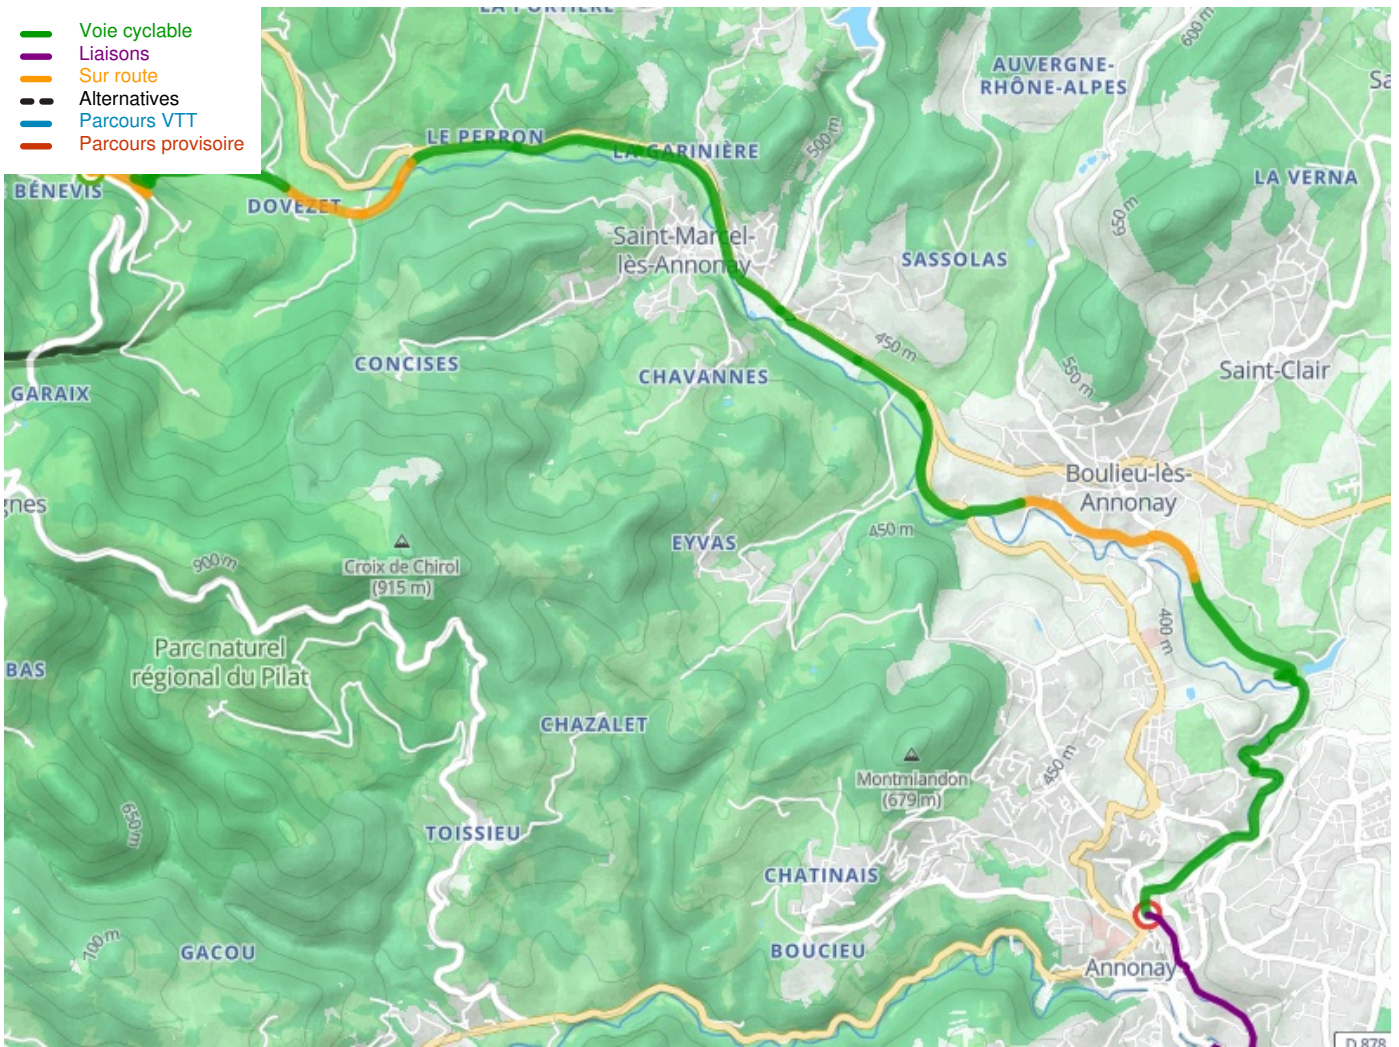 Voie cyclable
Liaisons
Sur route
Alternatives
Parcours VTT
Parcours provisoire
600 m
AUVERGNE-
RHÔNE-ALPES
LE PERRON
LA GARINIÈRE
500 m
BÉNEVIS
DOVEZET
LA VERNA
650 m
Saint-Marcel-
lès-Annonay
SASSOLAS
450 m
CONCISES
CHAVANNES
550 m
Saint-Clair
GARAIX
Boulieu-lès-
Annonay
gnes
EYVAS
450 m
900 m
Croix de Chirol
(915 m)
400 m
Parc naturel
régional du Pilat
BAS
CHAZALET
450 m
Montmiandon
(679 m)
650 m
TOISSIEU
CHATINAIS
100 m
GACOU
BOUCIEU
Annonay
D 878